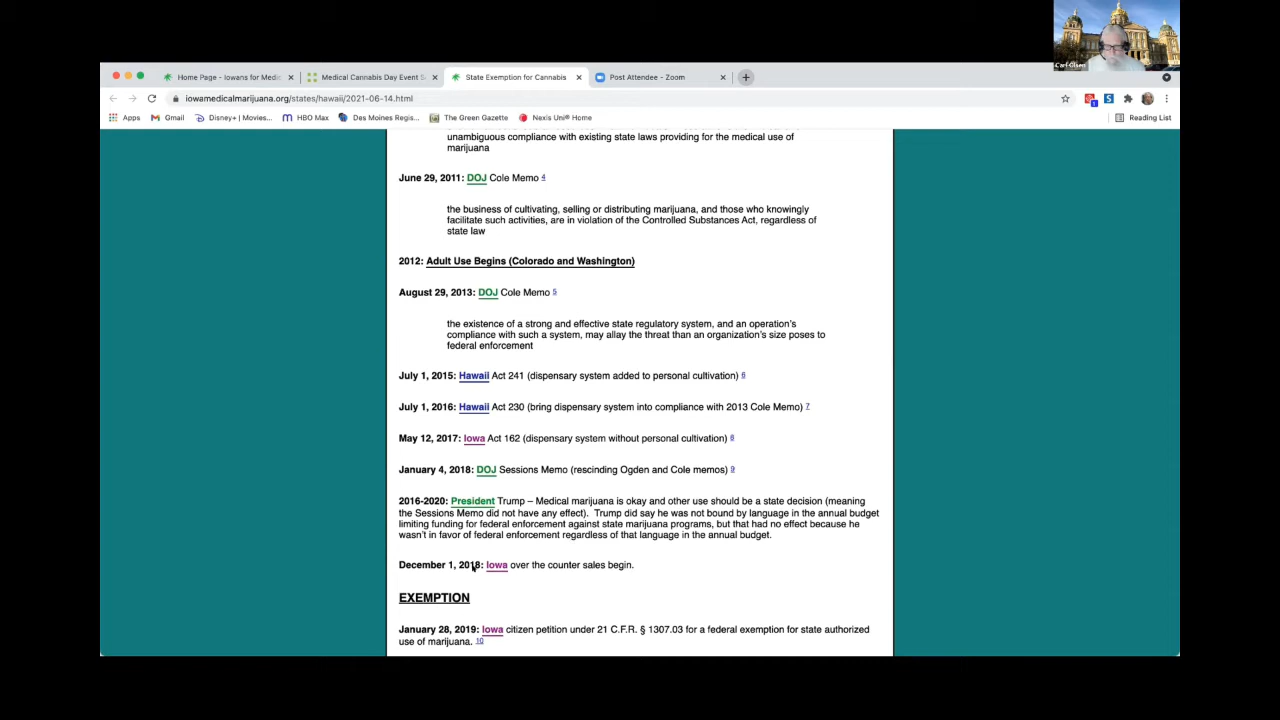 Carl Olsen
Home Page - Iowans for Medic
Medical Cannabis Day Event S
State Exemption for Cannabis
Post Attendee - Zoom
iowamedicalmarijuana.org/states/hawaii/2021-06-14.html
Apps Gmail Disney+ | Movies... HBO Max Des Moines Regis... The Green Gazette Nexis Uni® Home Reading List
unambiguous compliance with existing state laws providing for the medical use of
marijuana
June 29, 2011: DOJ Cole Memo 4
the business of cultivating, selling or distributing marijuana, and those who knowingly
facilitate such activities, are in violation of the Controlled Substances Act, regardless of
state law
2012: Adult Use Begins (Colorado and Washington)
August 29, 2013: DOJ Cole Memo 5
the existence of a strong and effective state regulatory system, and an operation's
compliance with such a system, may allay the threat than an organization's size poses to
federal enforcement
July 1, 2015: Hawaii Act 241 (dispensary system added to personal cultivation) 6
July 1, 2016: Hawaii Act 230 (bring dispensary system into compliance with 2013 Cole Memo) 7
May 12, 2017: Iowa Act 162 (dispensary system without personal cultivation) 8
January 4, 2018: DOJ Sessions Memo (rescinding Ogden and Cole memos) 9
2016-2020: President Trump – Medical marijuana is okay and other use should be a state decision (meaning
the Sessions Memo did not have any effect). Trump did say he was not bound by language in the annual budget
limiting funding for federal enforcement against state marijuana programs, but that had no effect because he
wasn't in favor of federal enforcement regardless of that language in the annual budget.
December 1, 2018: Iowa over the counter sales begin.
EXEMPTION
January 28, 2019: Iowa citizen petition under 21 C.F.R. § 1307.03 for a federal exemption for state authorized
use of marijuana. 10